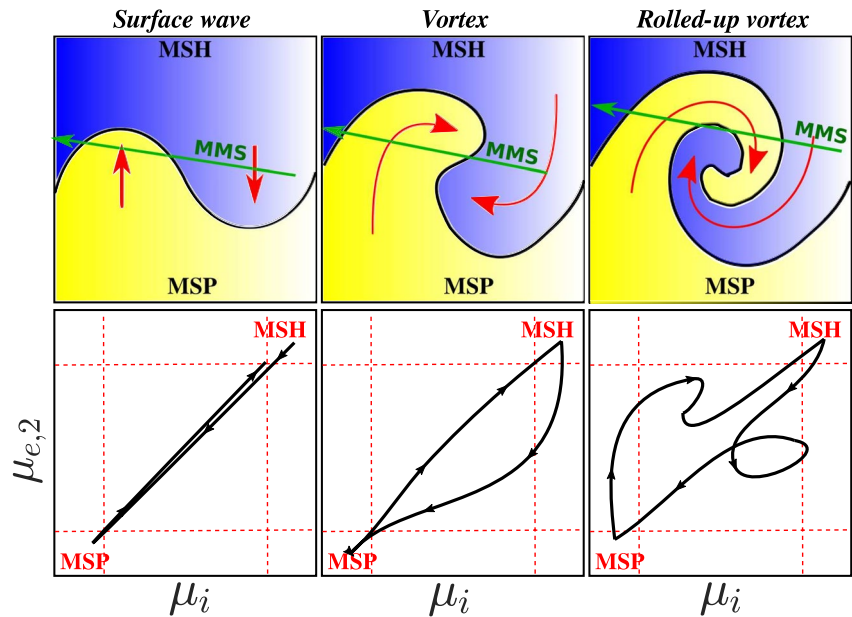 Surface wave
Vortex
Rolled-up vortex
MSH
MSH
MSH
MMS
MMS
MMS
MSP
MSP
MSP
MSH
MSH
MSH
μe,2
MSP
MSP
MSP
μi
μi
μi